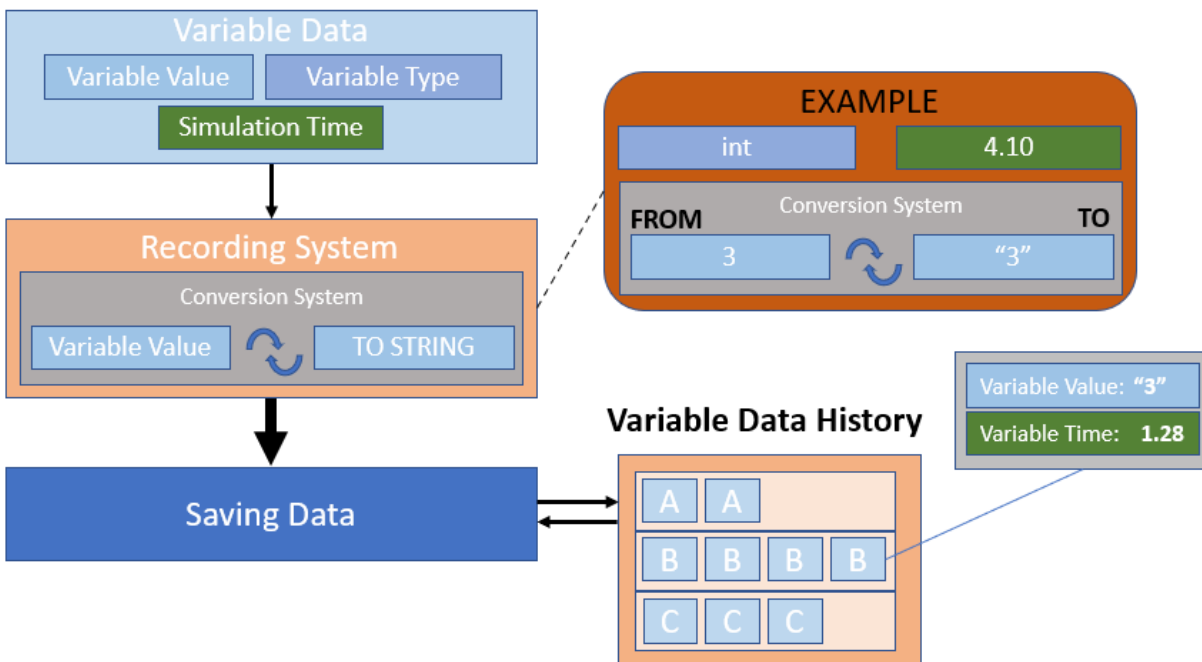 Variable Data
Variable Value
Variable Type
Simulation Time
Recording System
Conversion System
Variable Value
TO STRING
Saving Data
EXAMPLE
int
4.10
Conversion System
FROM
TO
3
“3”
Variable Data History
A A
B B B B
C C C
Variable Value: “3”
Variable Time: 1.28